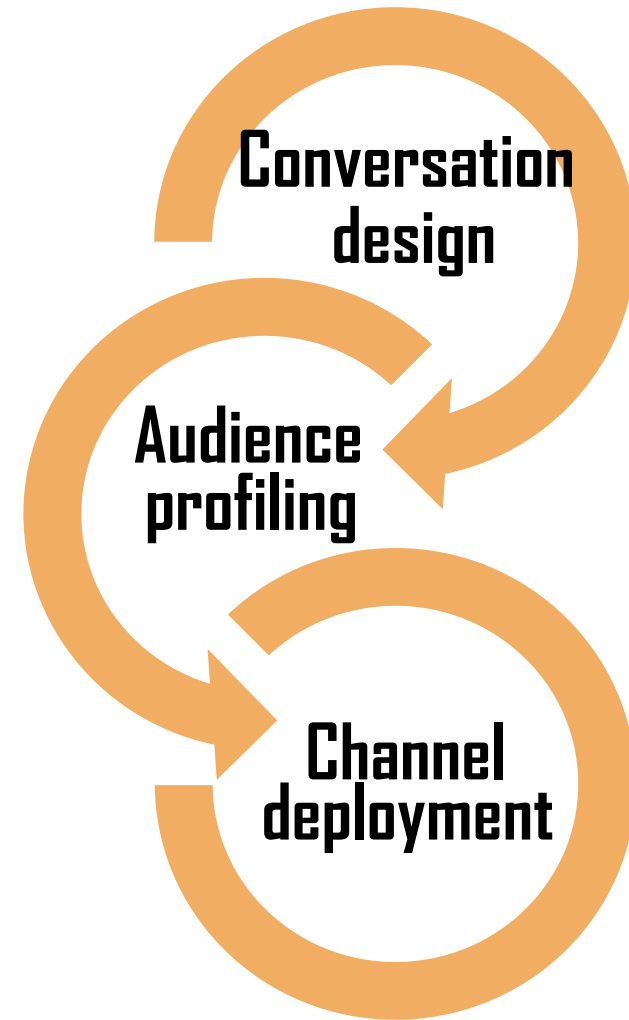 Conversation
design
Audience
profiling
Channel
deployment